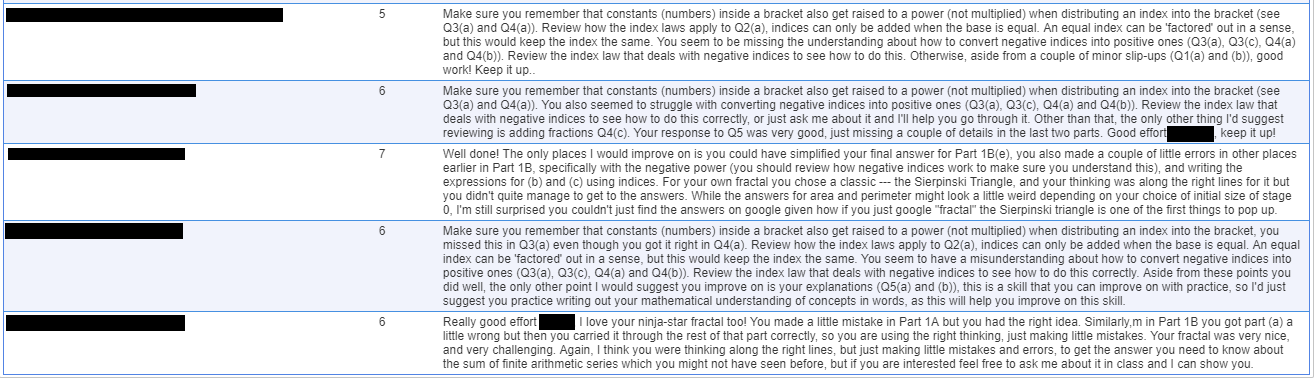 5 Make sure you remember that constants (numbers) inside a bracket also get raised to a power (not multiplied) when distributing an index into the bracket (see
Q3(a) and Q4(a)). Review how the index laws apply to Q2(a), indices can only be added when the base is equal. An equal index can be 'factored' out in a sense,
but this would keep the index the same. You seem to be missing the understanding about how to convert negative indices into positive ones (Q3(a), Q3(c), Q4(a)
and Q4(b)). Review the index law that deals with negative indices to see how to do this. Otherwise, aside from a couple of minor slip-ups (Q1(a) and (b)), good
work! Keep it up..
6 Make sure you remember that constants (numbers) inside a bracket also get raised to a power (not multiplied) when distributing an index into the bracket (see
Q3(a) and Q4(a)). You also seemed to struggle with converting negative indices into positive ones (Q3(a), Q3(c), Q4(a) and Q4(b)). Review the index law that
deals with negative indices to see how to do this correctly, or just ask me about it and I'll help you go through it. Other than that, the only other thing I'd suggest
reviewing is adding fractions Q4(c). Your response to Q5 was very good, just missing a couple of details in the last two parts. Good effort , keep it up!
7 Well done! The only places I would improve on is you could have simplified your final answer for Part 1B(e), you also made a couple of little errors in other places
earlier in Part 1B, specifically with the negative power (you should review how negative indices work to make sure you understand this), and writing the
expressions for (b) and (c) using indices. For your own fractal you chose a classic --- the Sierpinski Triangle, and your thinking was along the right lines for it but
you didn't quite manage to get to the answers. While the answers for area and perimeter might look a little weird depending on your choice of initial size of stage
0, I'm still surprised you couldn't just find the answers on google given how if you just google "fractal" the Sierpinski triangle is one of the first things to pop up.
6 Make sure you remember that constants (numbers) inside a bracket also get raised to a power (not multiplied) when distributing an index into the bracket, you
missed this in Q3(a) even though you got it right in Q4(a). Review how the index laws apply to Q2(a), indices can only be added when the base is equal. An equal
index can be 'factored' out in a sense, but this would keep the index the same. You seem to have a misunderstanding about how to convert negative indices into
positive ones (Q3(a), Q3(c), Q4(a) and Q4(b)). Review the index law that deals with negative indices to see how to do this correctly. Aside from these points you
did well, the only other point I would suggest you improve on is your explanations (Q5(a) and (b)), this is a skill that you can improve on with practice, so I'd just
suggest you practice writing out your mathematical understanding of concepts in words, as this will help you improve on this skill.
6 Really good effort I love your ninja-star fractal too! You made a little mistake in Part 1A but you had the right idea. Similarly,m in Part 1B you got part (a) a
little wrong but then you carried it through the rest of that part correctly, so you are using the right thinking, just making little mistakes. Your fractal was very nice,
and very challenging. Again, I think you were thinking along the right lines, but just making little mistakes and errors, to get the answer you need to know about
the sum of finite arithmetic series which you might not have seen before, but if you are interested feel free to ask me about it in class and I can show you.